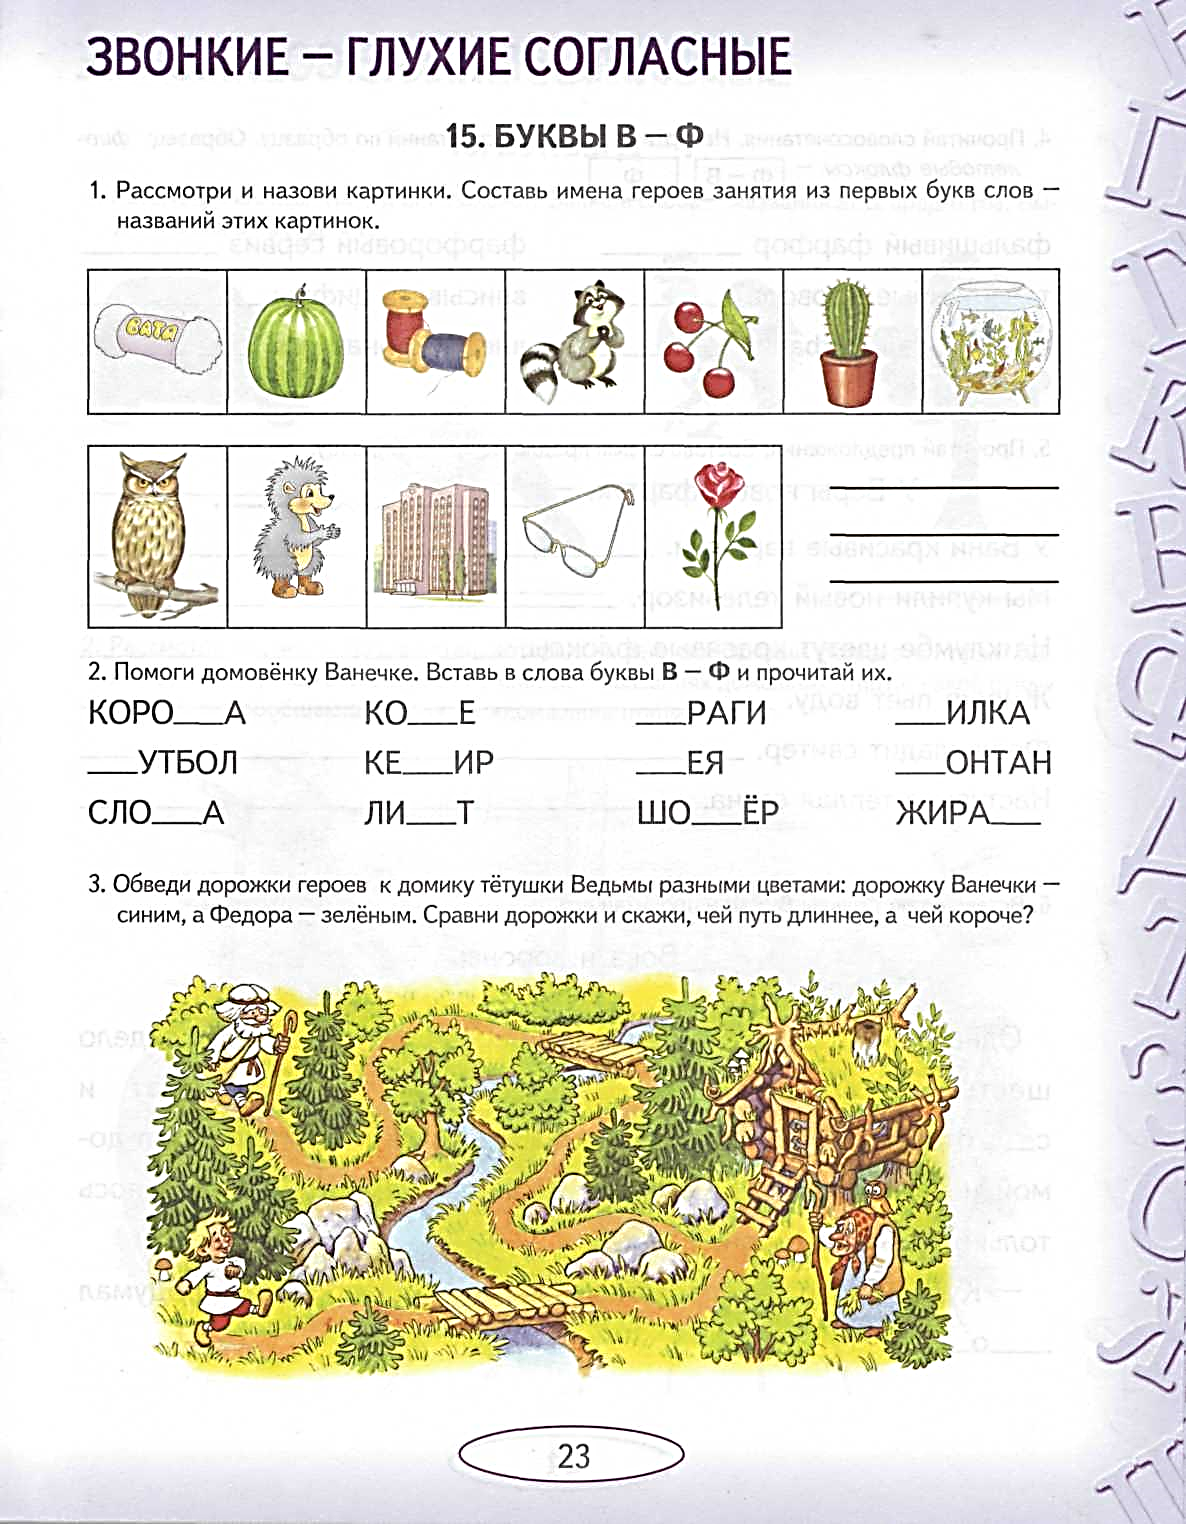 ЗВОНКИЕ – ГЛУХИЕ СОГЛАСНЫЕ
15. БУКВЫ В – Ф
1. Рассмотри и назови картинки. Составь имена героев занятия из первых букв слов –
названий этих картинок.
ВАТА
2. Помоги домовёнку Ванечке. Вставь в слова буквы В – Ф и прочитай их.
КОРО___А КО___Е ___РАГИ ___ИЛКА
___УТБОЛ КЕ___ИР ___ЕЯ ___ОНТАН
СЛО___А ЛИ___Т ШО___ЁР ЖИРА___
3. Обведи дорожки героев к домику тётушки Ведьмы разными цветами: дорожку Ванечки –
синим, а Федора – зелёным. Сравни дорожки и скажи, чей путь длиннее, а чей короче?
23